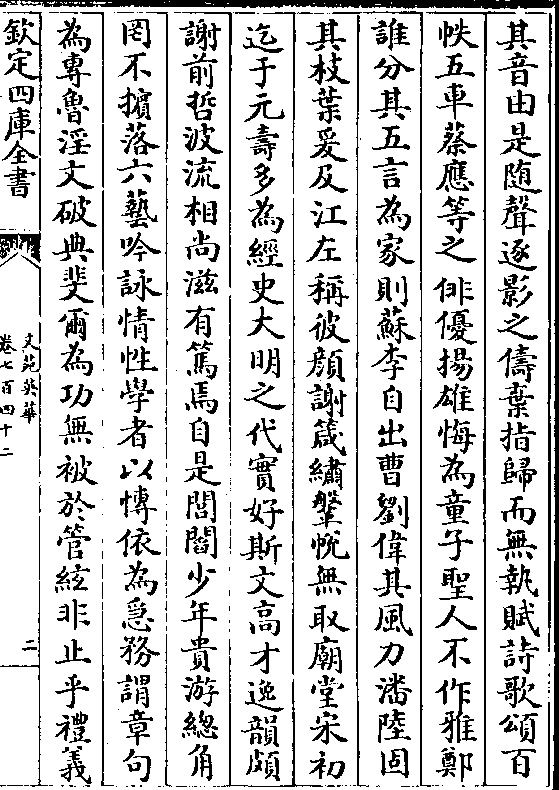 其音由是随聲逐影之儔棄指歸而無執賦詩歌頌百
帙五車蔡應等之俳優揚雄悔為童子聖人不作雅鄭
誰分其五言為家則蘇李自出曹劉偉其風力潘陸固
其枝葉爰及江左稱彼顔謝箴繡鞶帨無取廟堂宋初
迄于元壽多為經史大明之代實好斯文高才逸韻頗
謝前哲波流相尚滋有篤焉自是閭閻少年貴游總角
罔不擯落六藝吟詠情性學者以愽依為急務謂章句
為專魯淫文破典斐爾為功無被於管絃非止乎禮義
欽定四庫全書
文苑英華
卷七百四十二
二